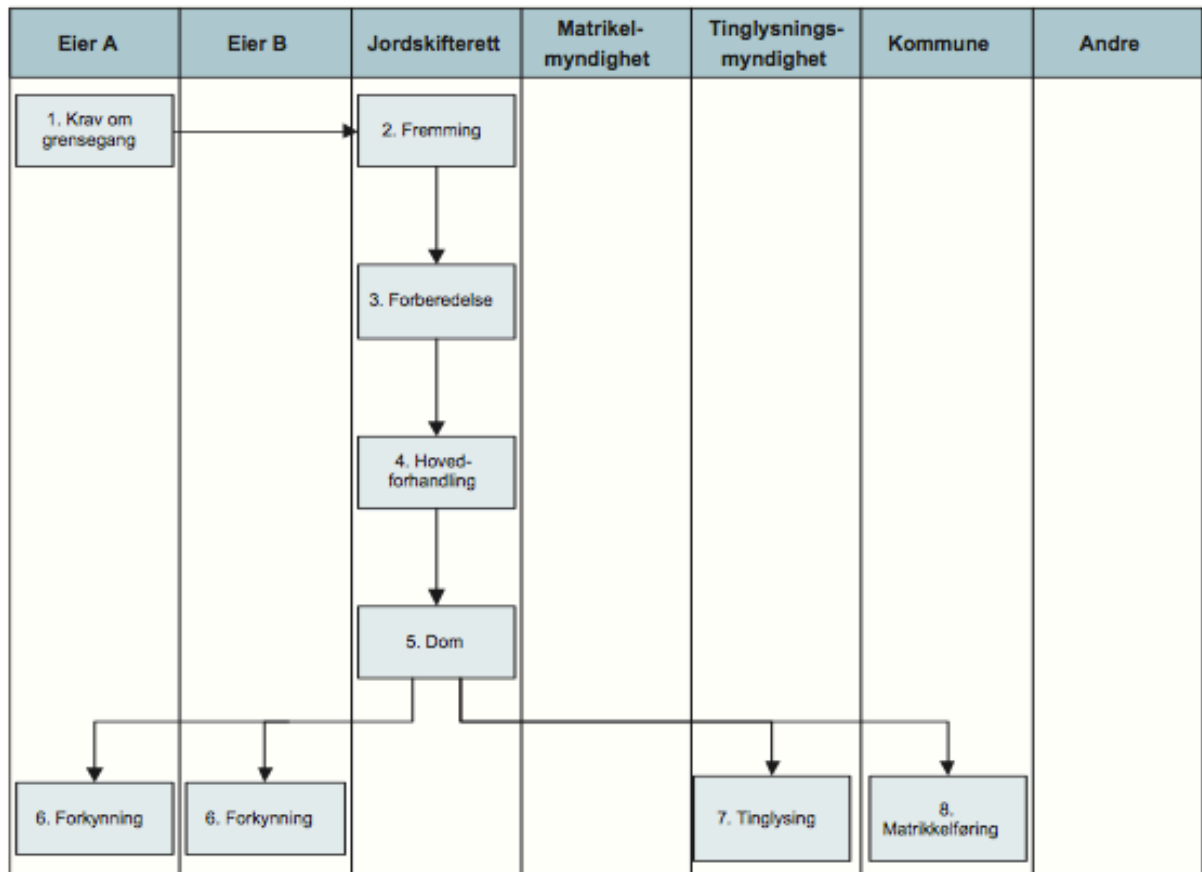 Eier A
Eier B
Jordskifterett
Matrikel-
myndighet
Tinglysnings-
myndighet
Kommune
Andre
1. Krav om
grensegang
2. Fremming
3. Forberedelse
4. Hoved-
forhandling
5. Dom
6. Forkynning
6. Forkynning
7. Tinglysing
8.
Matrikkelføring